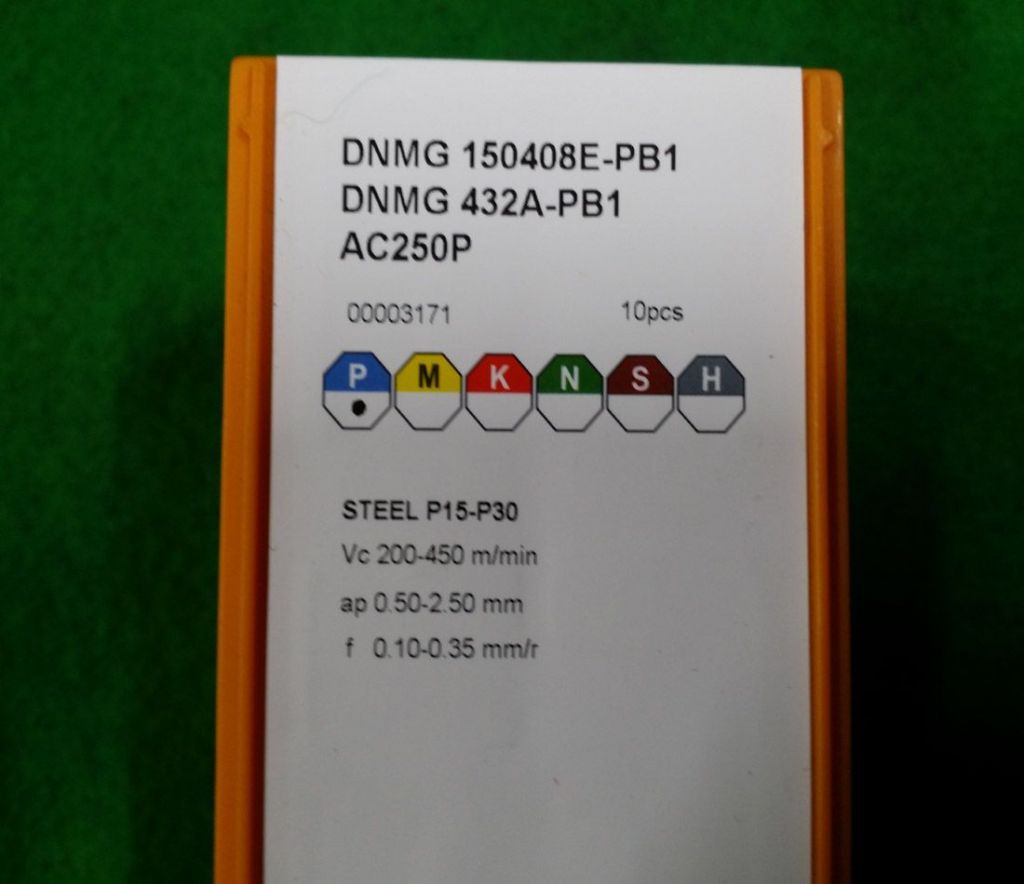 DNMG 150408E-PB1
DNMG 432A-PB1
AC250P
00003171 10pcs
P M K N S H
STEEL P15-P30
Vc 200-450 m/min
ap 0.50-2.50 mm
f 0.10-0.35 mm/r